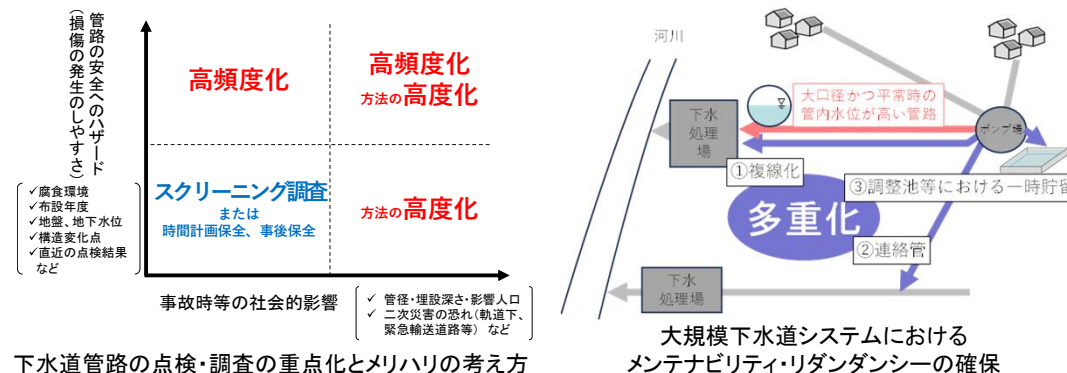 管路の安全へのハザード
(損傷の発生のしやすさ)
✓腐食環境
✓布設年度
✓地盤、地下水位
✓構造変化点
✓直近の点検結果
など
高頻度化
高頻度化
方法の高度化
スクリーニング調査
または
時間計画保全、事後保全
方法の高度化
事故時等の社会的影響
✓ 管径・埋設深さ・影響人口
✓ 二次災害の恐れ(軌道下、
緊急輸送道路等) など
下水道管路の点検・調査の重点化とメリハリの考え方
河川
下水
処理
場
大口径かつ平常時の
管内水位が高い管路
ポンプ場
①複線化
③調整池等における一時貯留
多重化
②連絡管
下水
処理場
大規模下水道システムにおける
メンテナビリティ・リダンダンシーの確保